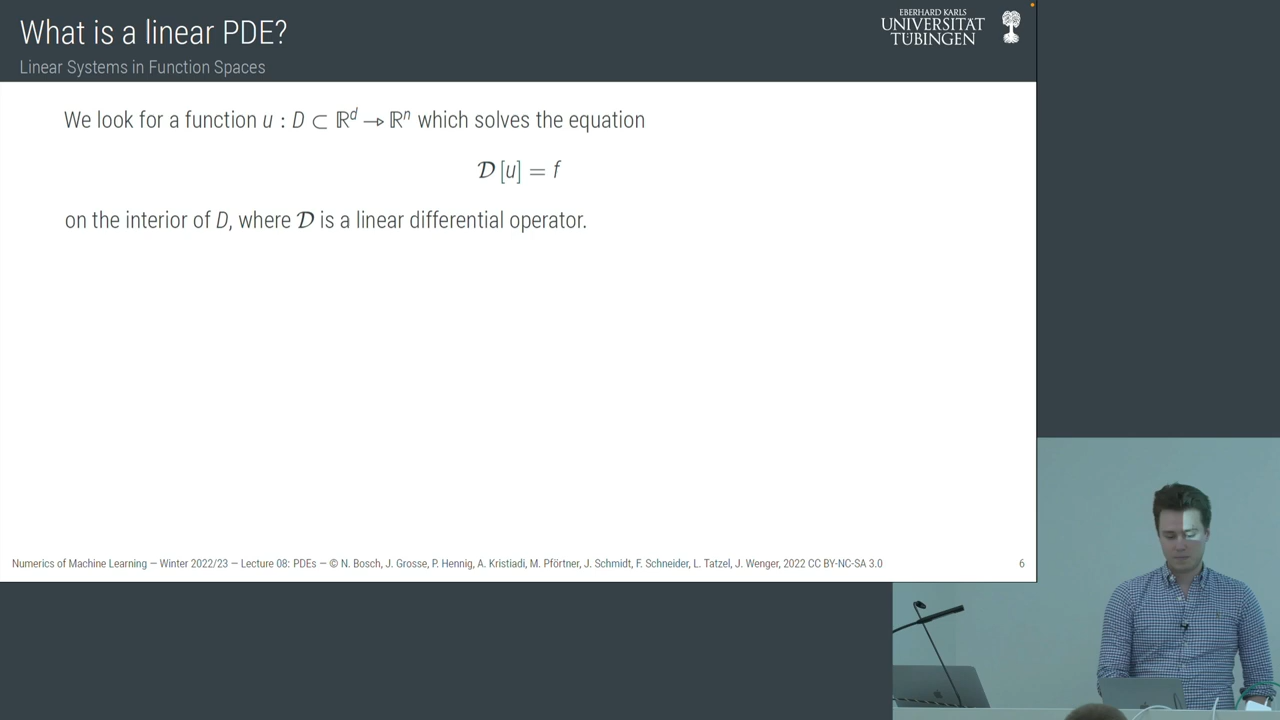 What is a linear PDE?
Linear Systems in Function Spaces
EBERHARD KARLS
UNIVERSITÄT
TÜBINGEN
We look for a function u : D ⊂ ℝᵈ → ℝⁿ which solves the equation
𝓓 [u] = f
on the interior of D, where 𝓓 is a linear differential operator.
Numerics of Machine Learning — Winter 2022/23 — Lecture 08: PDEs — © N. Bosch, J. Grosse, P. Hennig, A. Kristiadi, M. Pförtner, J. Schmidt, F. Schneider, L. Tatzel, J. Wenger, 2022 CC BY-NC-SA 3.0
6